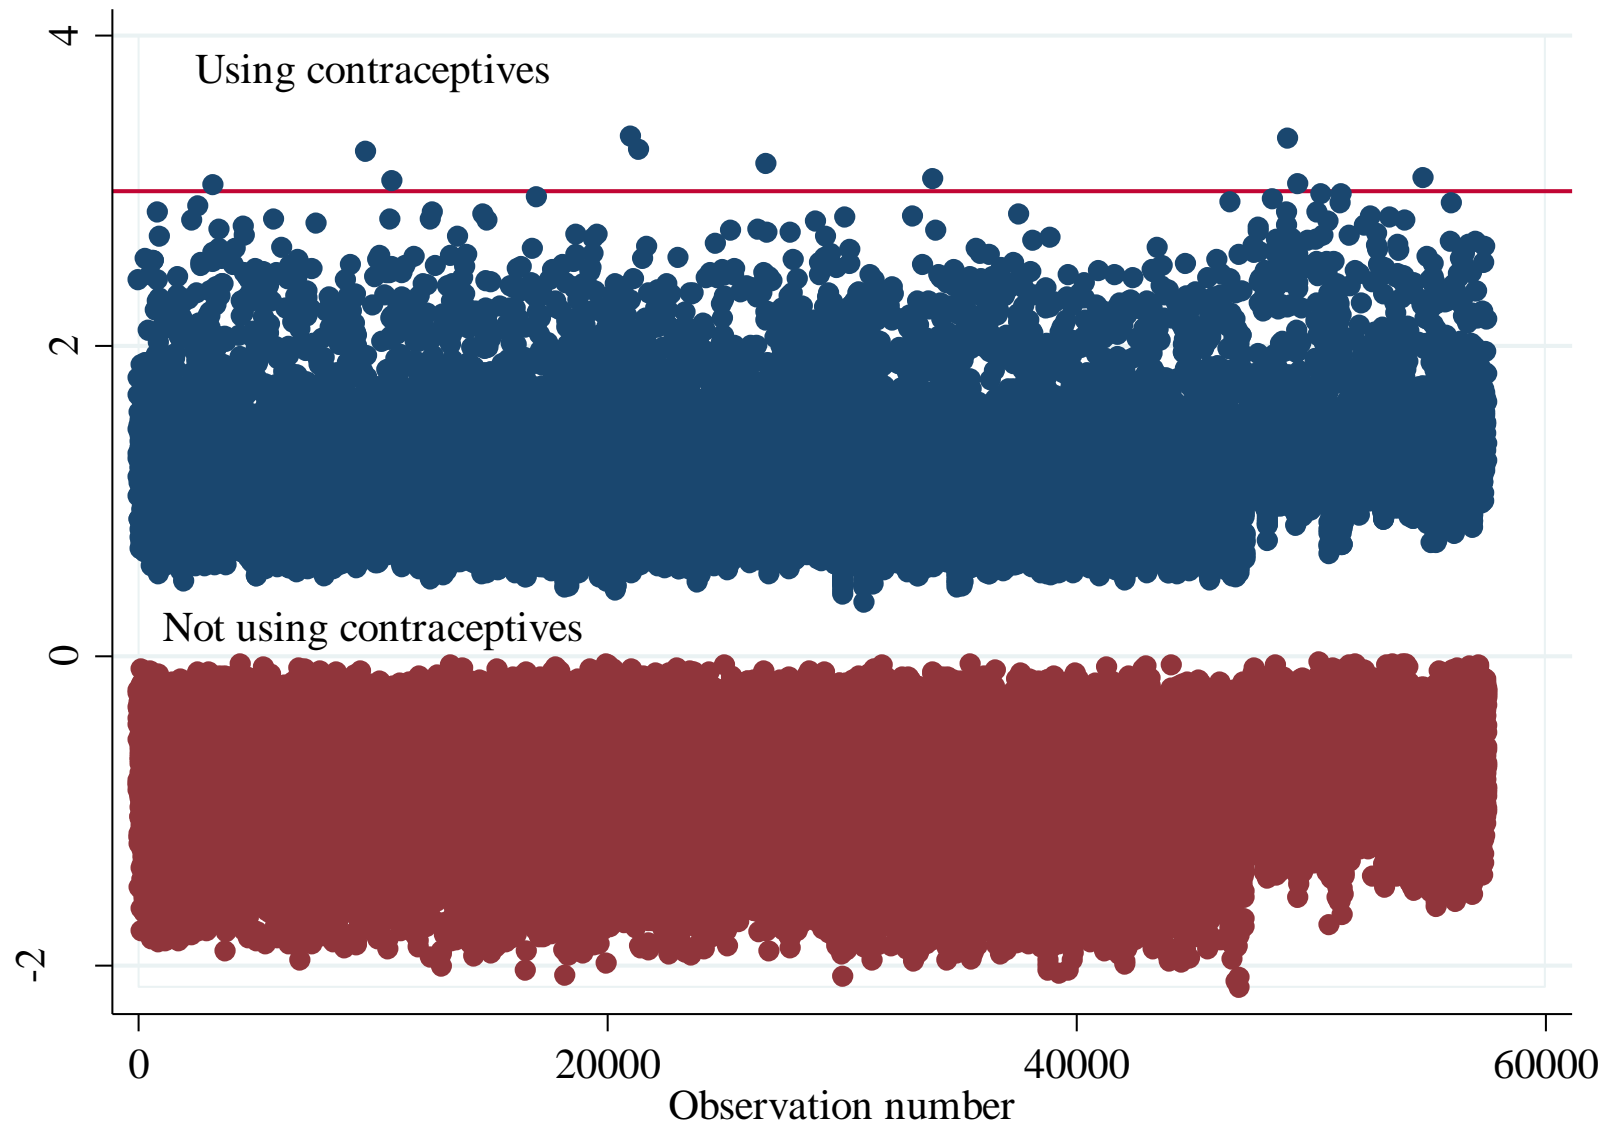 4
Using contraceptives
2
Not using contraceptives
0
-2
0 20000 40000 60000
Observation number